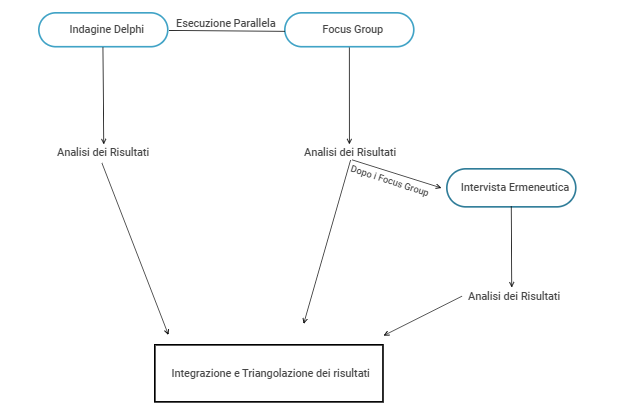 Indagine Delphi
Esecuzione Parallela
Focus Group
Analisi dei Risultati
Analisi dei Risultati
Dopo i Focus Group
Intervista Ermeneutica
Analisi dei Risultati
Integrazione e Triangolazione dei risultati